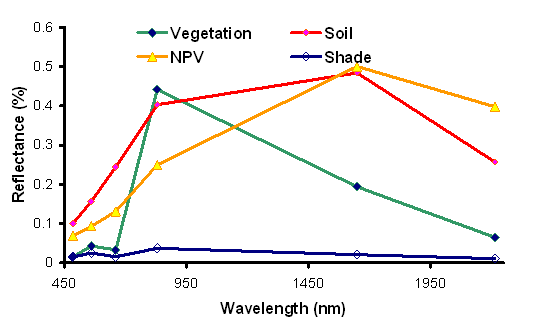 0.6
Vegetation Soil
NPV Shade
0.5
0.4
0.3
0.2
0.1
0
450 950 1450 1950
Reflectance (%)
Wavelength (nm)